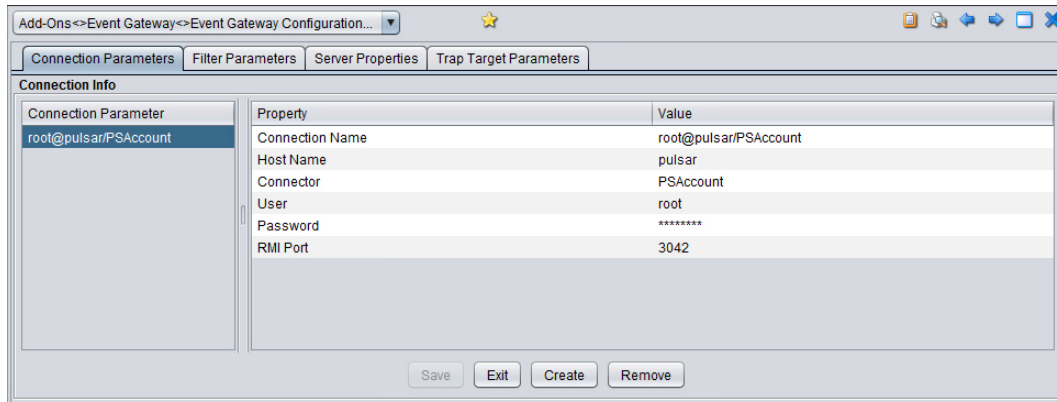 Add-Ons<>Event Gateway<>Event Gateway Configuration...
Connection Parameters Filter Parameters Server Properties Trap Target Parameters
Connection Info
Connection Parameter Property Value
root@pulsar/PSAccount Connection Name root@pulsar/PSAccount
Host Name pulsar
Connector PSAccount
User root
Password ********
RMI Port 3042
Save Exit Create Remove